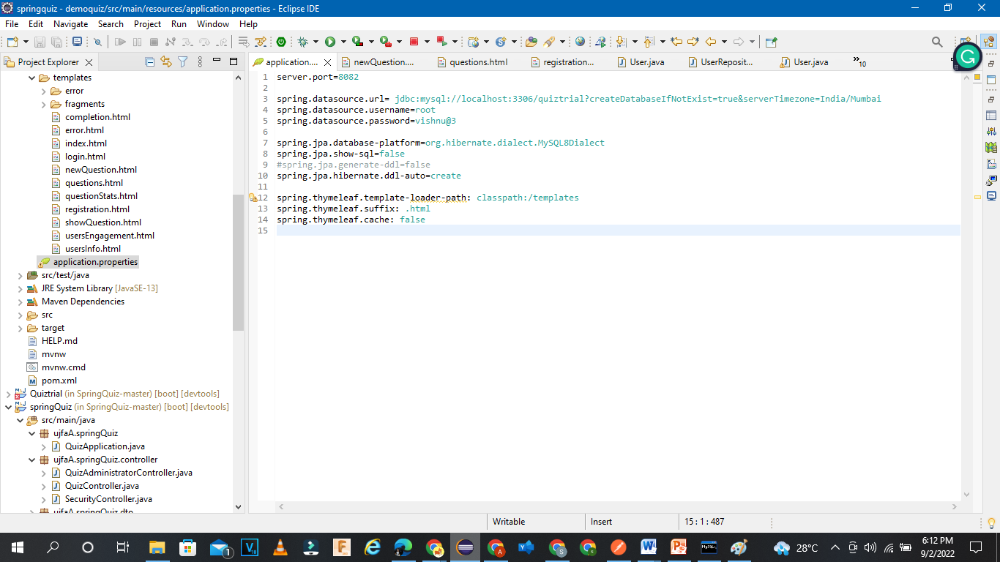 springquiz - demoquiz/src/main/resources/application.properties - Eclipse IDE
File Edit Navigate Search Project Run Window Help
Project Explorer
application.... newQuestion.... questions.html registration... User.java UserReposit... User.java 10
templates
error
fragments
completion.html
error.html
index.html
login.html
newQuestion.html
questions.html
questionStats.html
registration.html
showQuestion.html
usersEngagement.html
usersInfo.html
application.properties
src/test/java
JRE System Library [JavaSE-13]
Maven Dependencies
src
target
HELP.md
mvnw
mvnw.cmd
pom.xml
Quiztrial (in SpringQuiz-master) [boot] [devtools]
springQuiz (in SpringQuiz-master) [boot] [devtools]
src/main/java
ujfaA.springQuiz
QuizApplication.java
ujfaA.springQuiz.controller
QuizAdministratorController.java
QuizController.java
SecurityController.java
ujfaA.springQuiz.dto
1 server.port=8082
2
3 spring.datasource.url= jdbc:mysql://localhost:3306/quiztrial?createDatabaseIfNotExist=true&serverTimezone=India/Mumbai
4 spring.datasource.username=root
5 spring.datasource.password=vishnu@3
6
7 spring.jpa.database-platform=org.hibernate.dialect.MySQL8Dialect
8 spring.jpa.show-sql=false
9 #spring.jpa.generate-ddl=false
10 spring.jpa.hibernate.ddl-auto=create
11
12 spring.thymeleaf.template-loader-path: classpath:/templates
13 spring.thymeleaf.suffix: .html
14 spring.thymeleaf.cache: false
15
Writable Insert 15 : 1 : 487
28°C 6:12 PM
9/2/2022